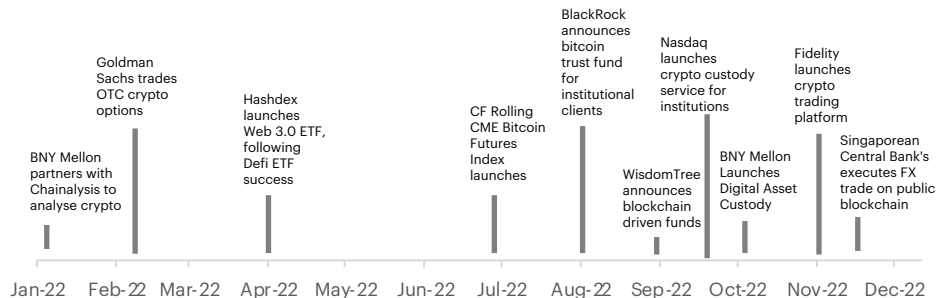 BlackRock
announces
bitcoin
trust fund
for
institutional
clients
Nasdaq
launches
crypto custody
service for
institutions
Fidelity
launches
crypto
trading
platform
Goldman
Sachs trades
OTC crypto
options
Hashdex
launches
Web 3.0 ETF,
following
Defi ETF
success
CF Rolling
CME Bitcoin
Futures
Index
launches
Singaporean
Central Bank's
executes FX
trade on public
blockchain
BNY Mellon
partners with
Chainalysis to
analyse crypto
WisdomTree
announces
blockchain
driven funds
BNY Mellon
Launches
Digital Asset
Custody
Jan-22 Feb-22 Mar-22 Apr-22 May-22 Jun-22 Jul-22 Aug-22 Sep-22 Oct-22 Nov-22 Dec-22